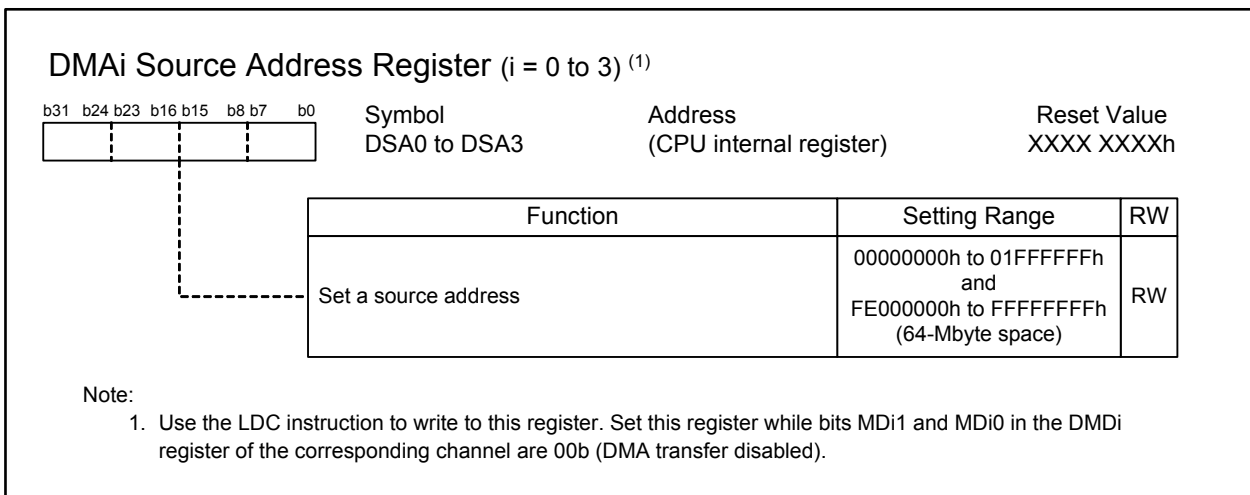 DMAi Source Address Register (i = 0 to 3) (1)
b31 b24 b23 b16 b15 b8 b7 b0
Symbol Address Reset Value
DSA0 to DSA3 (CPU internal register) XXXX XXXXh
Function Setting Range RW
Set a source address
00000000h to 01FFFFFFh
and
FE000000h to FFFFFFFFh
(64-Mbyte space)
RW
Note:
1. Use the LDC instruction to write to this register. Set this register while bits MDi1 and MDi0 in the DMDi
register of the corresponding channel are 00b (DMA transfer disabled).